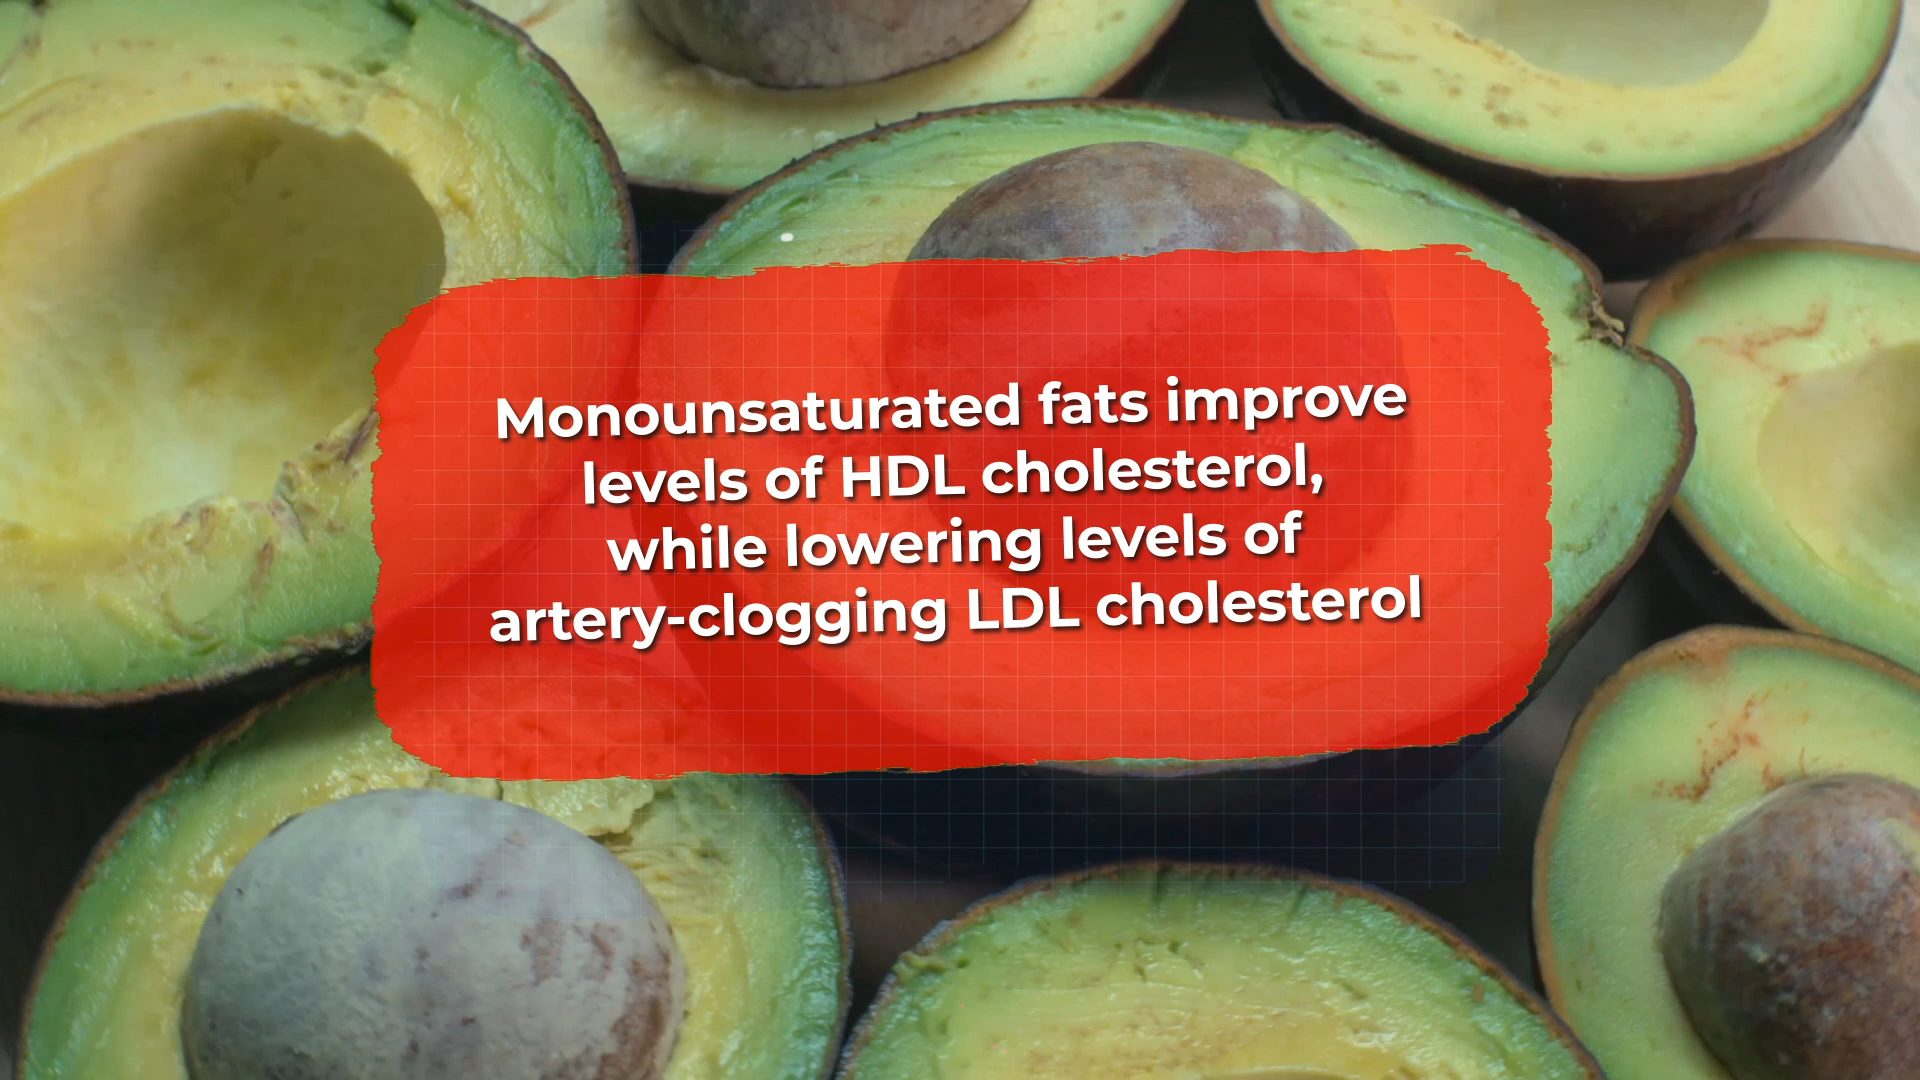 Monounsaturated fats improve
levels of HDL cholesterol,
while lowering levels of
artery-clogging LDL cholesterol